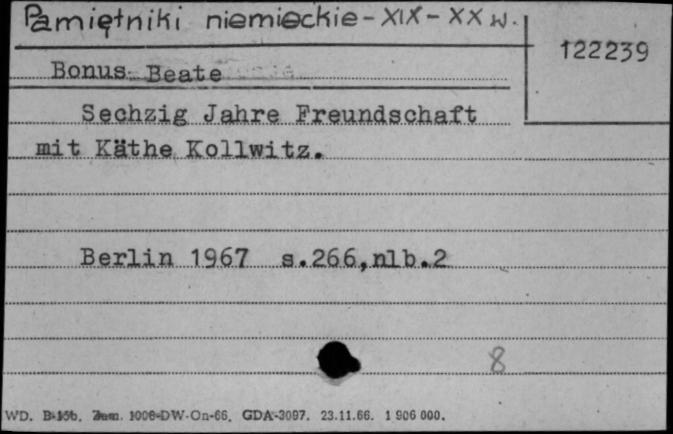 Pamiętniki niemieckie - XIX - XX w.
122239
Bonus Beate
Sechzig Jahre Freundschaft
mit Käthe Kollwitz.
Berlin 1967 s.266,nlb.2
8
WD. Zam. 1006-DW-On-66. GDA-3097. 23.11.66. 1 906 000.